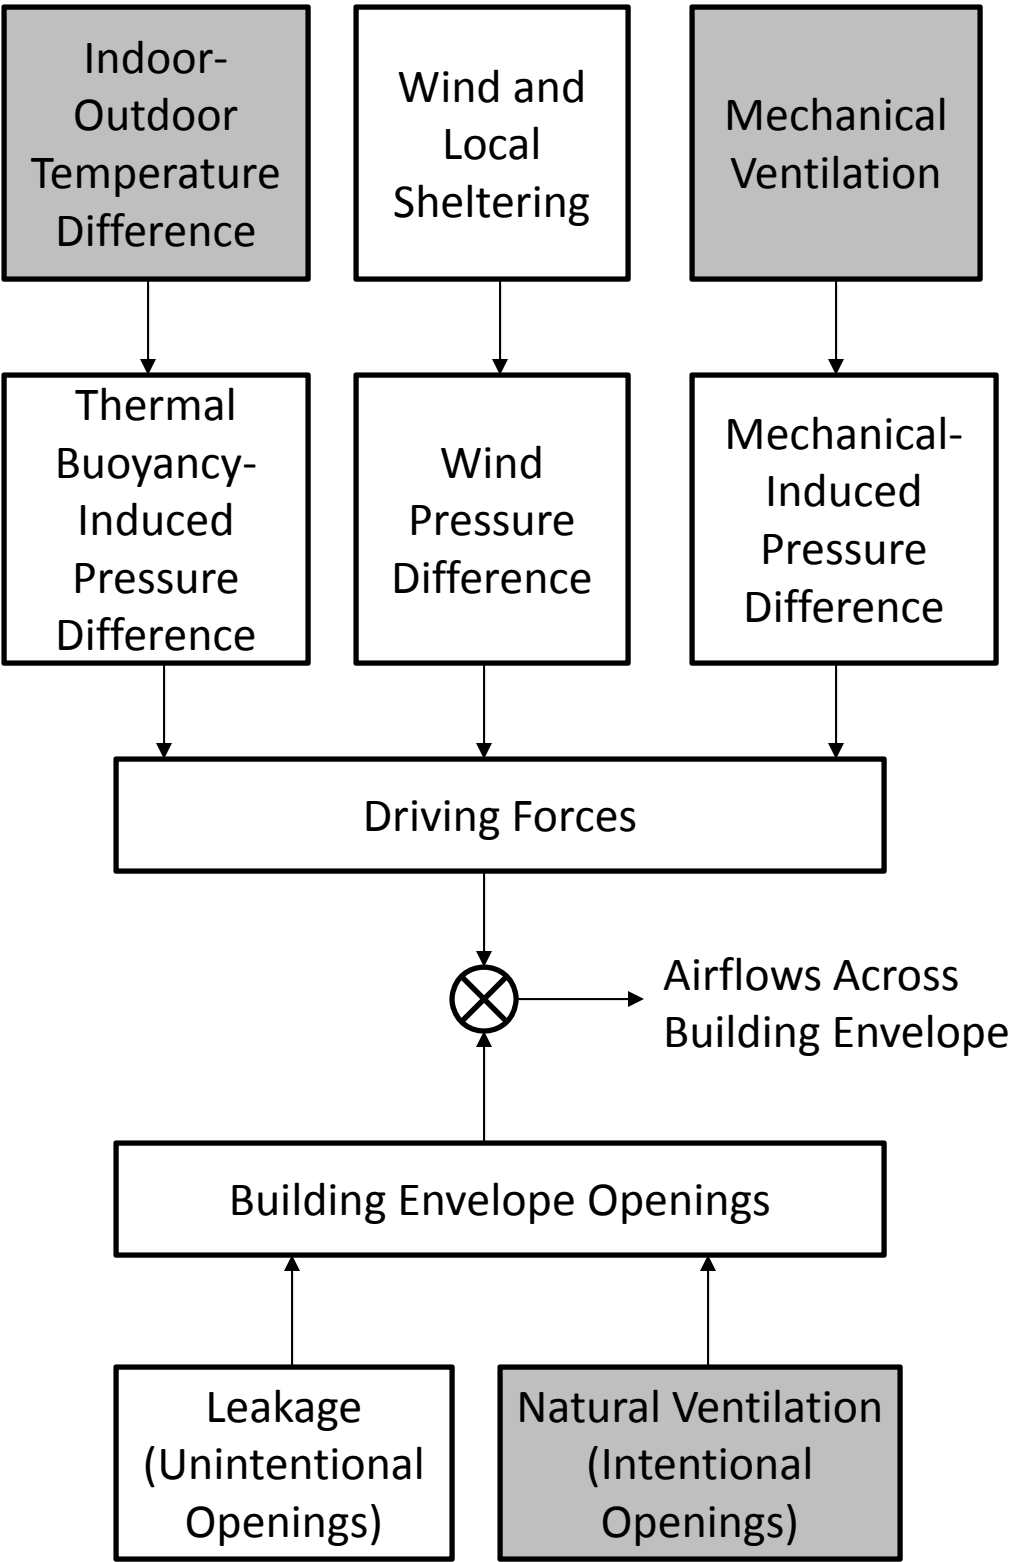 Indoor-
Outdoor
Temperature
Difference
Wind and
Local
Sheltering
Mechanical
Ventilation
Thermal
Buoyancy-
Induced
Pressure
Difference
Wind
Pressure
Difference
Mechanical-
Induced
Pressure
Difference
Driving Forces
Airflows Across
Building Envelope
Building Envelope Openings
Leakage
(Unintentional
Openings)
Natural Ventilation
(Intentional
Openings)